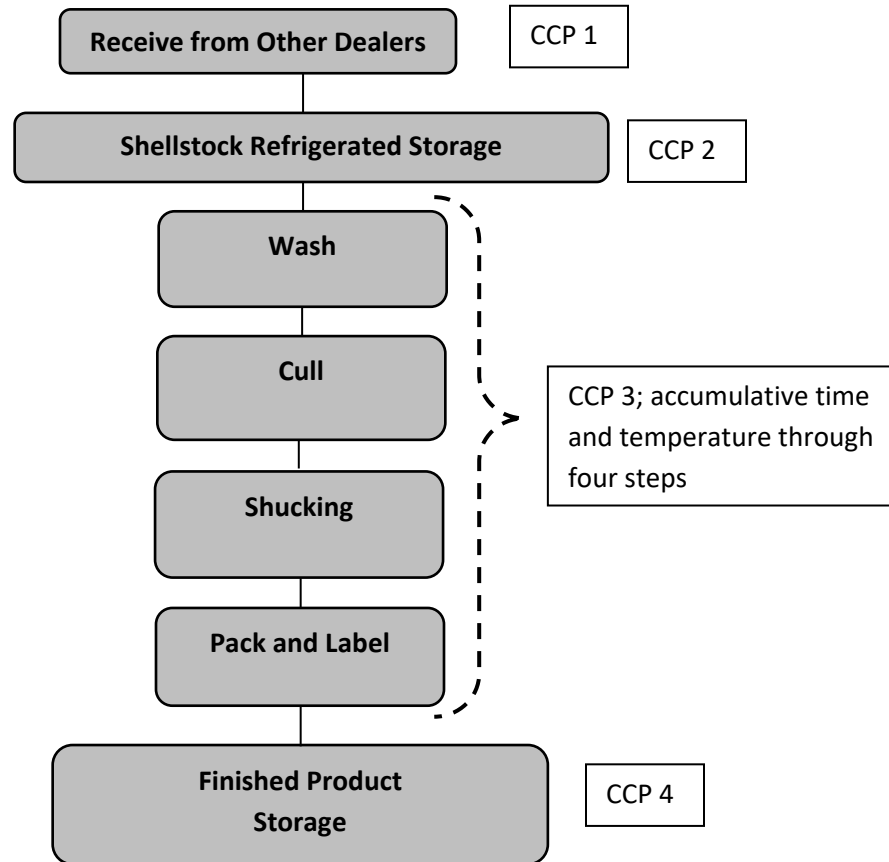 Receive from Other Dealers
CCP 1
Shellstock Refrigerated Storage
CCP 2
Wash
Cull
Shucking
Pack and Label
CCP 3; accumulative time
and temperature through
four steps
Finished Product
Storage
CCP 4